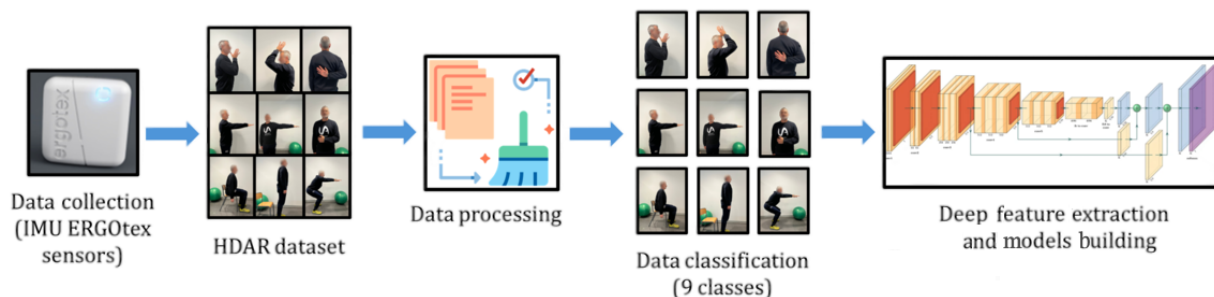 ergotex
Data collection
(IMU ERGOtex
sensors)
HDAR dataset
Data processing
Data classification
(9 classes)
Deep feature extraction
and models building